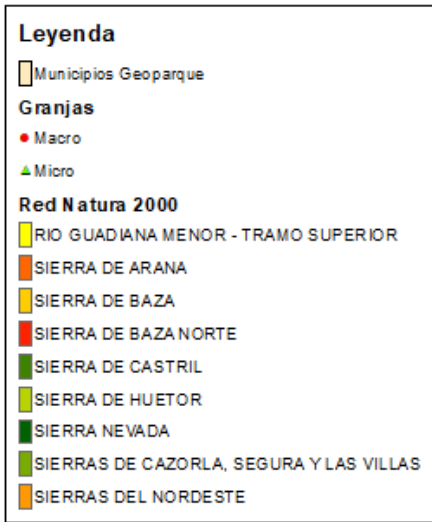 Leyenda
Municipios Geoparque
Granjas
Macro
Micro
Red Natura 2000
RIO GUADIANA MENOR - TRAMO SUPERIOR
SIERRA DE ARANA
SIERRA DE BAZA
SIERRA DE BAZA NORTE
SIERRA DE CASTRIL
SIERRA DE HUETOR
SIERRA NEVADA
SIERRAS DE CAZORLA, SEGURA Y LAS VILLAS
SIERRAS DEL NORDESTE